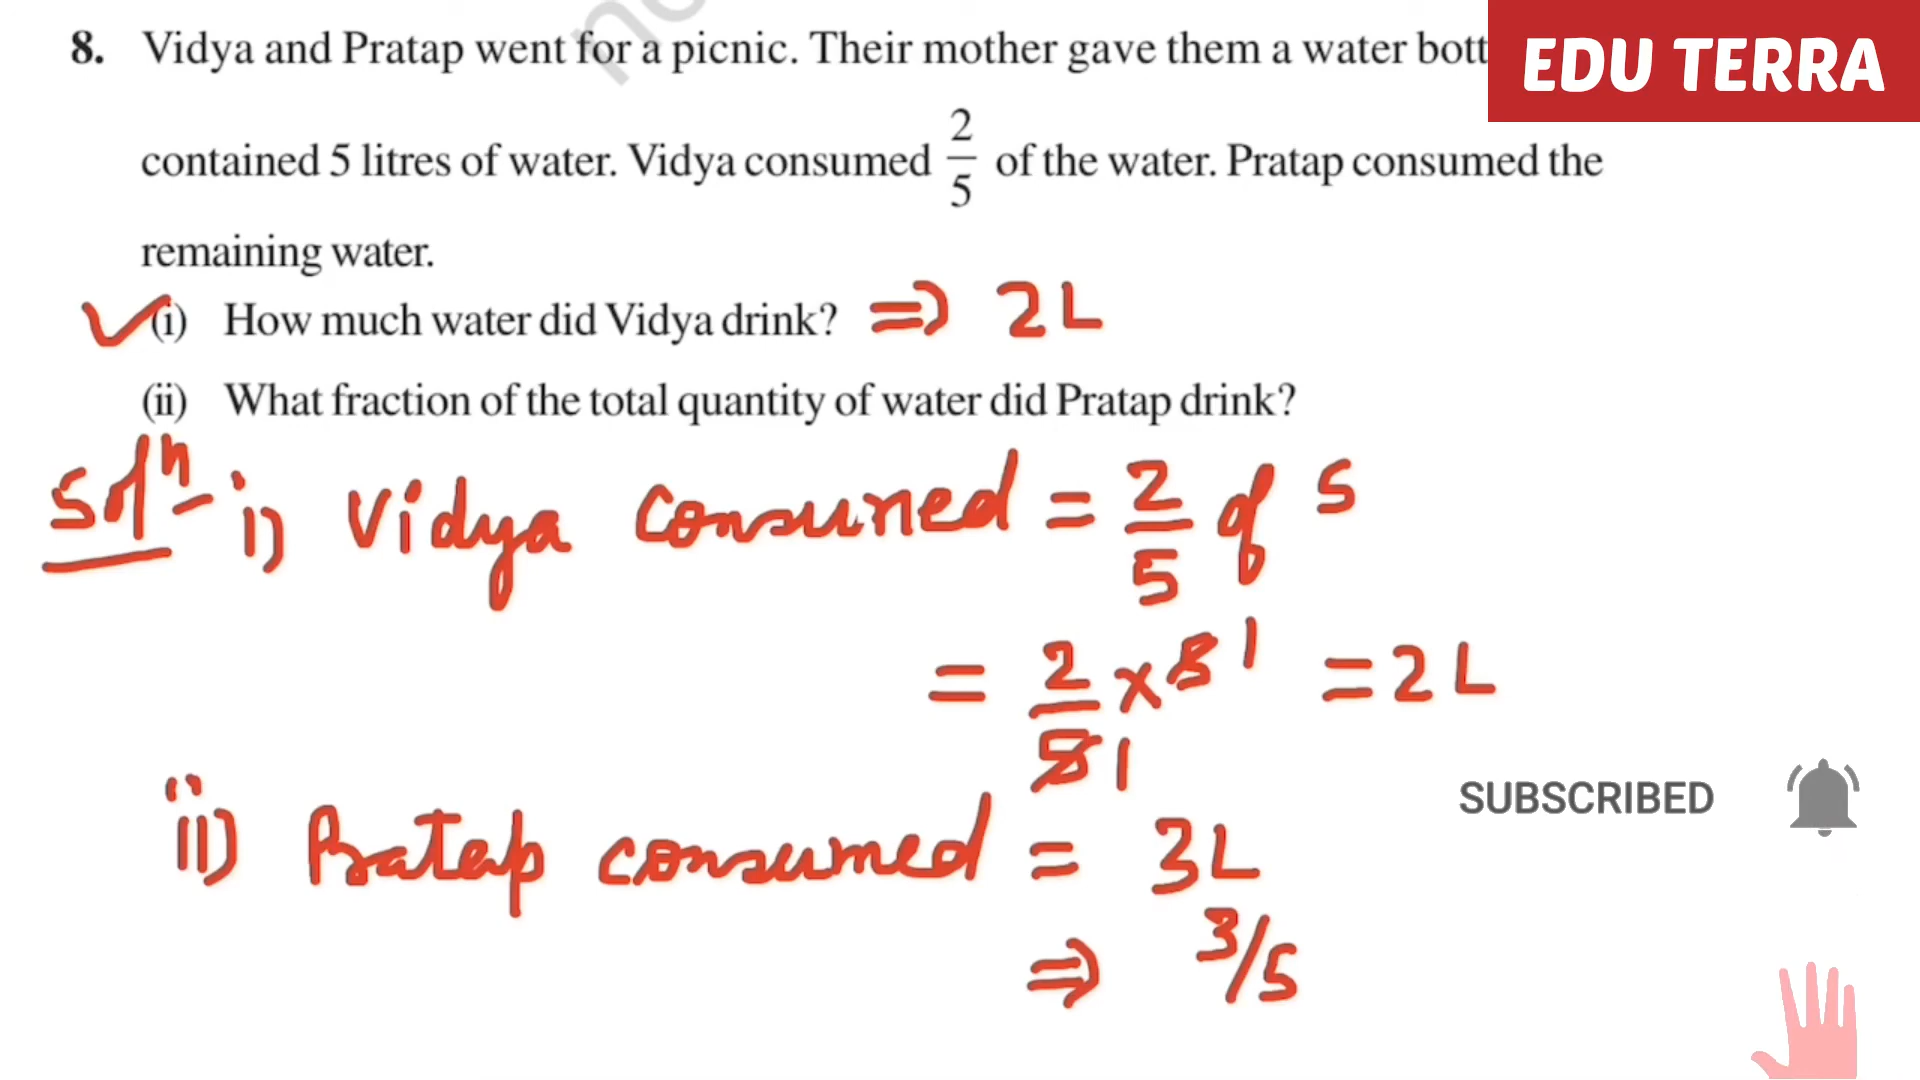 8. Vidya and Pratap went for a picnic. Their mother gave them a water bott
EDU TERRA
contained 5 litres of water. Vidya consumed 2/5 of the water. Pratap consumed the
remaining water.
(i) How much water did Vidya drink? => 2L
(ii) What fraction of the total quantity of water did Pratap drink?
Solⁿ- i) Vidya consumed = 2/5 of 5
= 2/5 × 5 1 = 2L
1
SUBSCRIBED
ii) Pratap consumed = 3L
=> 3/5